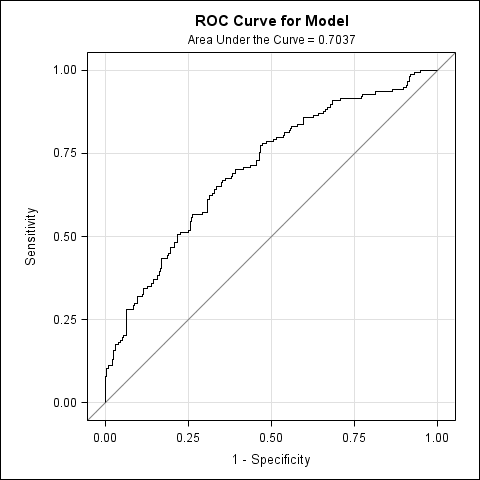 ROC Curve for Model
Area Under the Curve = 0.7037
1.00
0.75
0.50
0.25
0.00
Sensitivity
0.00 0.25 0.50 0.75 1.00
1 - Specificity